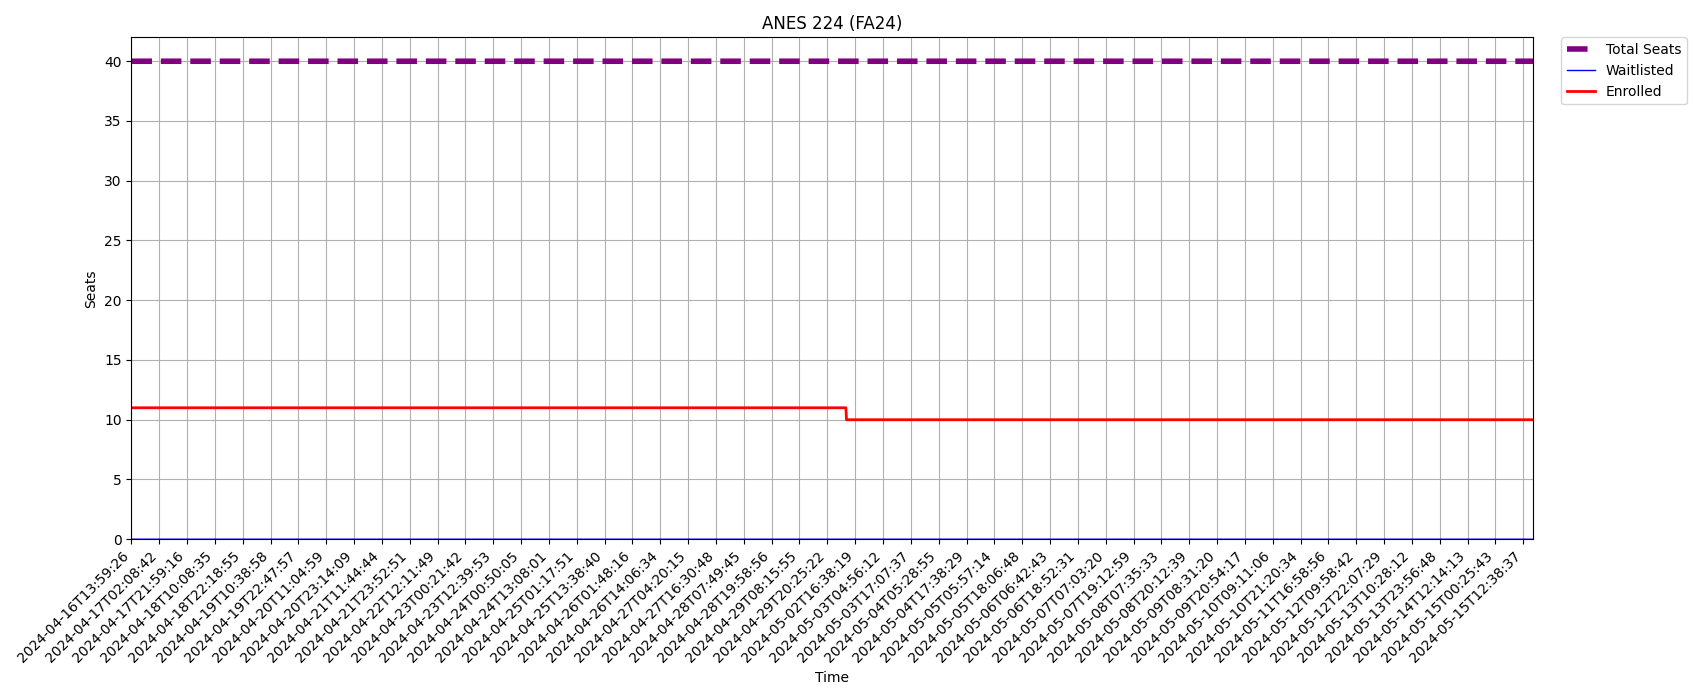 ANES 224 (FA24)
Total Seats
Waitlisted
Enrolled
40
35
30
25
20
15
10
5
0
Seats
2024-04-16T13:59:26
2024-04-17T02:08:42
2024-04-17T21:59:16
2024-04-18T10:08:35
2024-04-18T22:18:55
2024-04-19T10:38:58
2024-04-19T22:47:57
2024-04-20T11:04:59
2024-04-20T23:14:09
2024-04-21T11:44:44
2024-04-21T23:52:51
2024-04-22T12:11:49
2024-04-23T00:21:42
2024-04-23T12:39:53
2024-04-24T00:50:05
2024-04-24T13:08:01
2024-04-25T01:17:51
2024-04-25T13:38:40
2024-04-26T01:48:16
2024-04-26T14:06:34
2024-04-27T04:20:15
2024-04-27T16:30:48
2024-04-28T07:49:45
2024-04-28T19:58:56
2024-04-29T08:15:55
2024-04-29T20:25:22
2024-05-02T16:38:19
2024-05-03T04:56:12
2024-05-03T17:07:37
2024-05-04T05:28:55
2024-05-04T17:38:29
2024-05-05T05:57:14
2024-05-05T18:06:48
2024-05-06T06:42:43
2024-05-06T18:52:31
2024-05-07T07:03:20
2024-05-07T19:12:59
2024-05-08T07:35:33
2024-05-08T20:12:39
2024-05-09T08:31:20
2024-05-09T20:54:17
2024-05-10T09:11:06
2024-05-10T21:20:34
2024-05-11T16:58:56
2024-05-12T09:58:42
2024-05-12T22:07:29
2024-05-13T10:28:12
2024-05-13T23:56:48
2024-05-14T12:14:13
2024-05-15T00:25:43
2024-05-15T12:38:37
Time